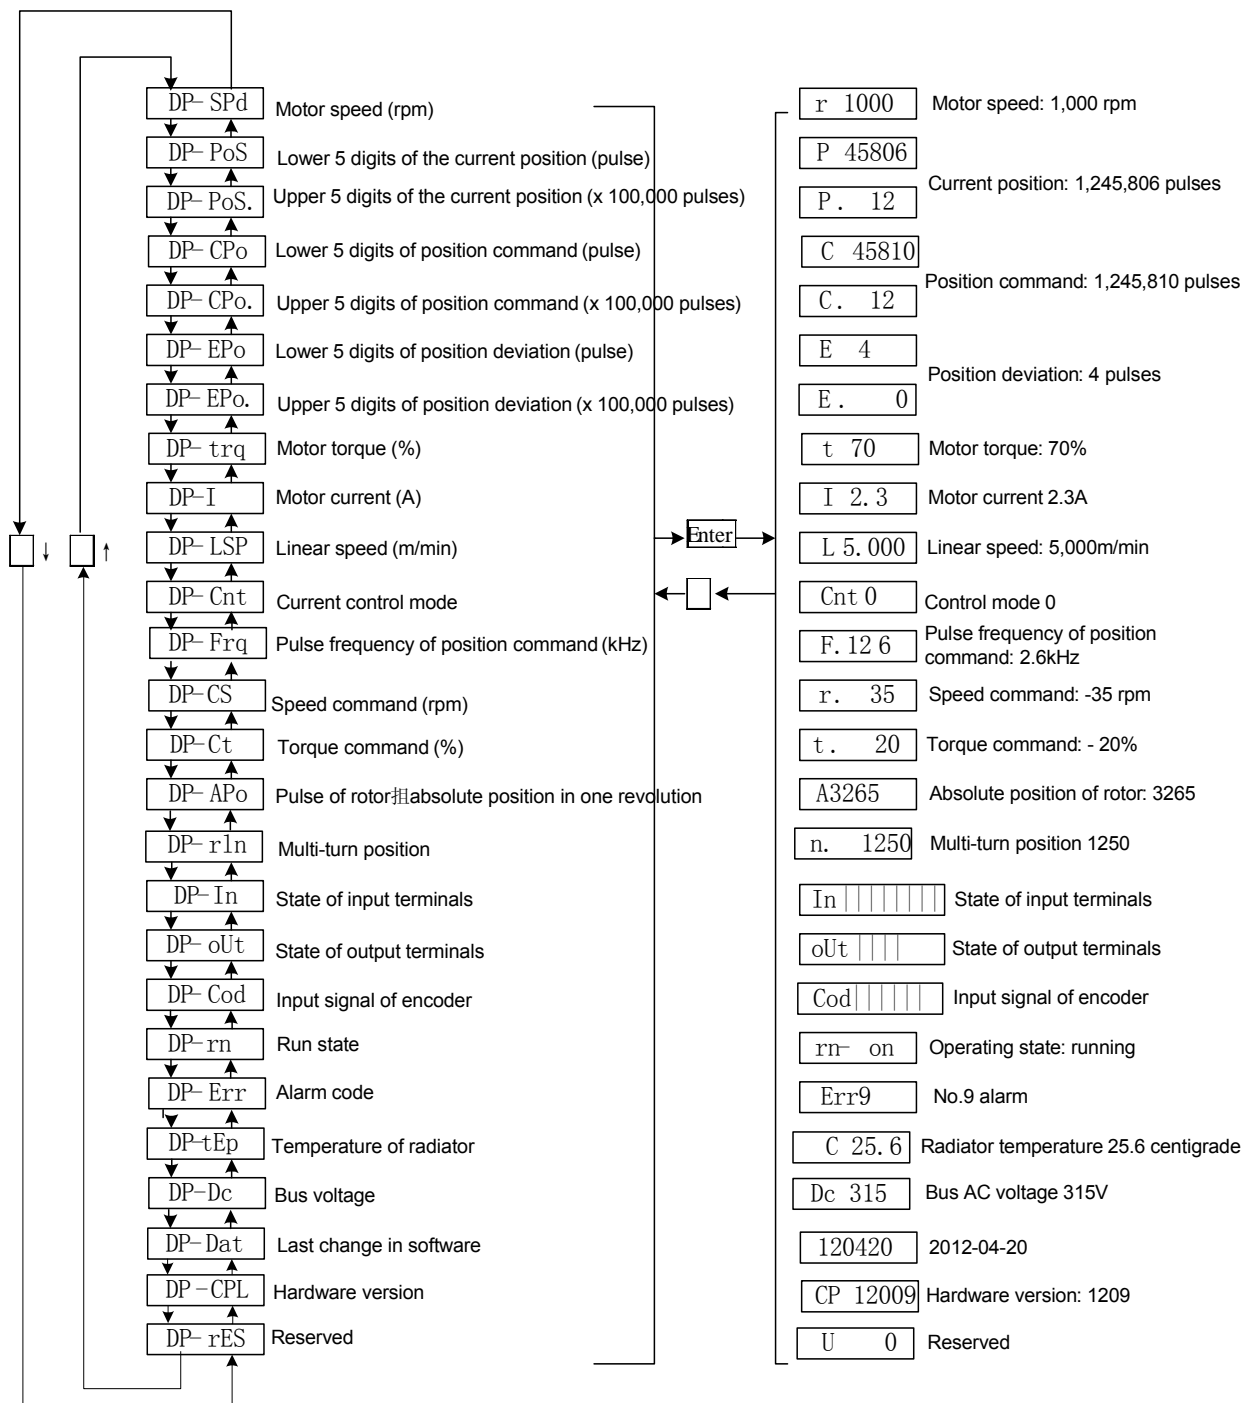 DP-SPd Motor speed (rpm)
DP-PoS Lower 5 digits of the current position (pulse)
DP-PoS. Upper 5 digits of the current position (x 100,000 pulses)
DP-CPo Lower 5 digits of position command (pulse)
DP-CPo. Upper 5 digits of position command (x 100,000 pulses)
DP-EPo Lower 5 digits of position deviation (pulse)
DP-EPo. Upper 5 digits of position deviation (x 100,000 pulses)
DP-trq Motor torque (%)
DP-I Motor current (A)
↓ ↑
DP-LSP Linear speed (m/min)
DP-Cnt Current control mode
DP-Frq Pulse frequency of position command (kHz)
DP-CS Speed command (rpm)
DP-Ct Torque command (%)
DP-APo Pulse of rotor抯absolute position in one revolution
DP-rln Multi-turn position
DP-In State of input terminals
DP-oUt State of output terminals
DP-Cod Input signal of encoder
DP-rn Run state
DP-Err Alarm code
DP-tEp Temperature of radiator
DP-Dc Bus voltage
DP-Dat Last change in software
DP-CPL Hardware version
DP-rES Reserved
Enter
r 1000 Motor speed: 1,000 rpm
P 45806
Current position: 1,245,806 pulses
P. 12
C 45810
Position command: 1,245,810 pulses
C. 12
E 4
Position deviation: 4 pulses
E. 0
t 70 Motor torque: 70%
I 2.3 Motor current 2.3A
L 5.000 Linear speed: 5,000m/min
Cnt 0 Control mode 0
F.12 6 Pulse frequency of position
command: 2.6kHz
r. 35 Speed command: -35 rpm
t. 20 Torque command: - 20%
A3265 Absolute position of rotor: 3265
n. 1250 Multi-turn position 1250
In |||||||| State of input terminals
oUt |||| State of output terminals
Cod |||||| Input signal of encoder
rn- on Operating state: running
Err9 No.9 alarm
C 25.6 Radiator temperature 25.6 centigrade
Dc 315 Bus AC voltage 315V
120420 2012-04-20
CP 12009 Hardware version: 1209
U 0 Reserved